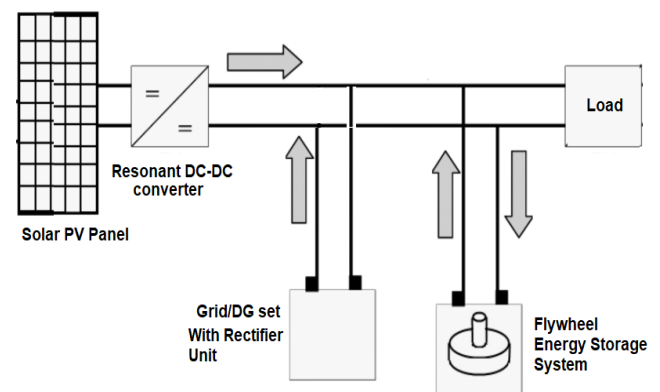 Load
Resonant DC-DC
converter
Solar PV Panel
Grid/DG set
With Rectifier
Unit
Flywheel
Energy Storage
System